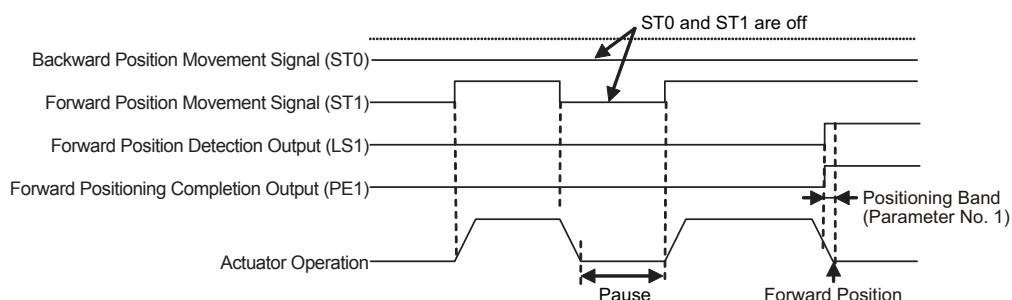 ST0 and ST1 are off
Backward Position Movement Signal (ST0)
Forward Position Movement Signal (ST1)
Forward Position Detection Output (LS1)
Forward Positioning Completion Output (PE1)
Positioning Band
(Parameter No. 1)
Actuator Operation
Pause
Forward Position